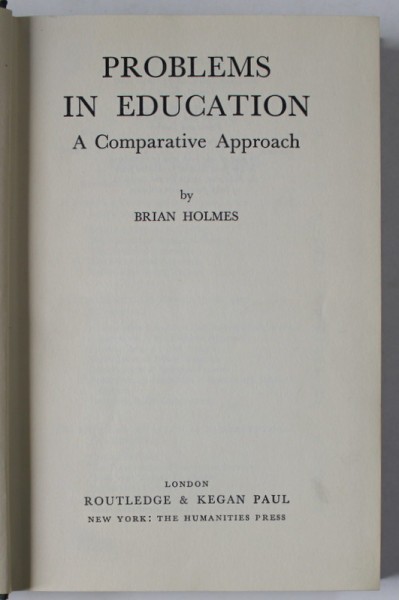 PROBLEMS
IN EDUCATION
A Comparative Approach
by
BRIAN HOLMES
LONDON
ROUTLEDGE & KEGAN PAUL
NEW YORK: THE HUMANITIES PRESS